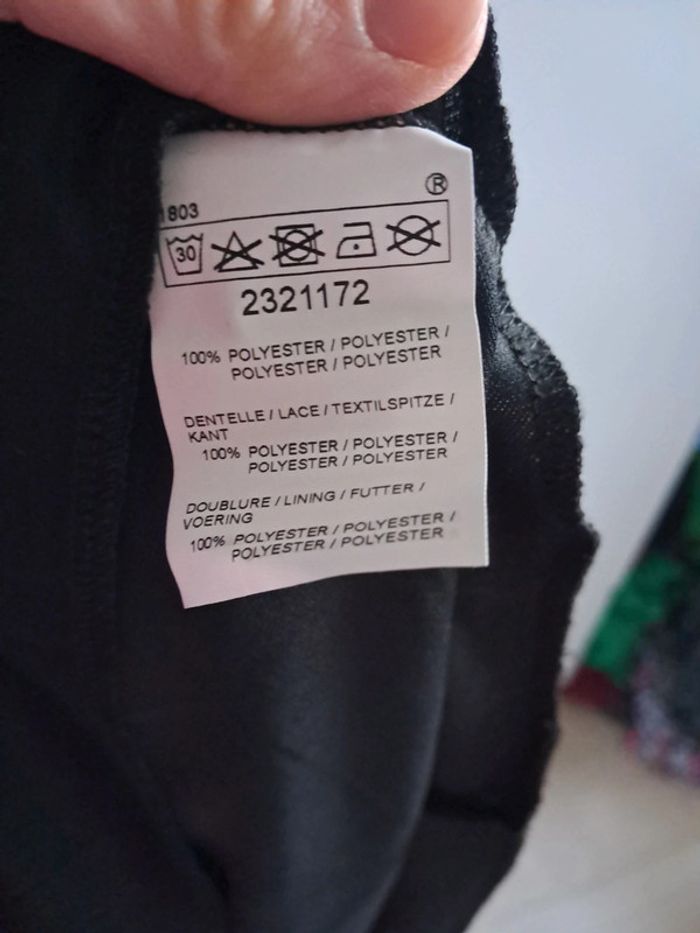 ®
1803
30
2321172
100% POLYESTER / POLYESTER /
POLYESTER / POLYESTER
DENTELLE / LACE / TEXTILSPITZE /
KANT
100% POLYESTER / POLYESTER /
POLYESTER / POLYESTER
DOUBLURE / LINING / FUTTER /
VOERING
100% POLYESTER / POLYESTER /
POLYESTER / POLYESTER